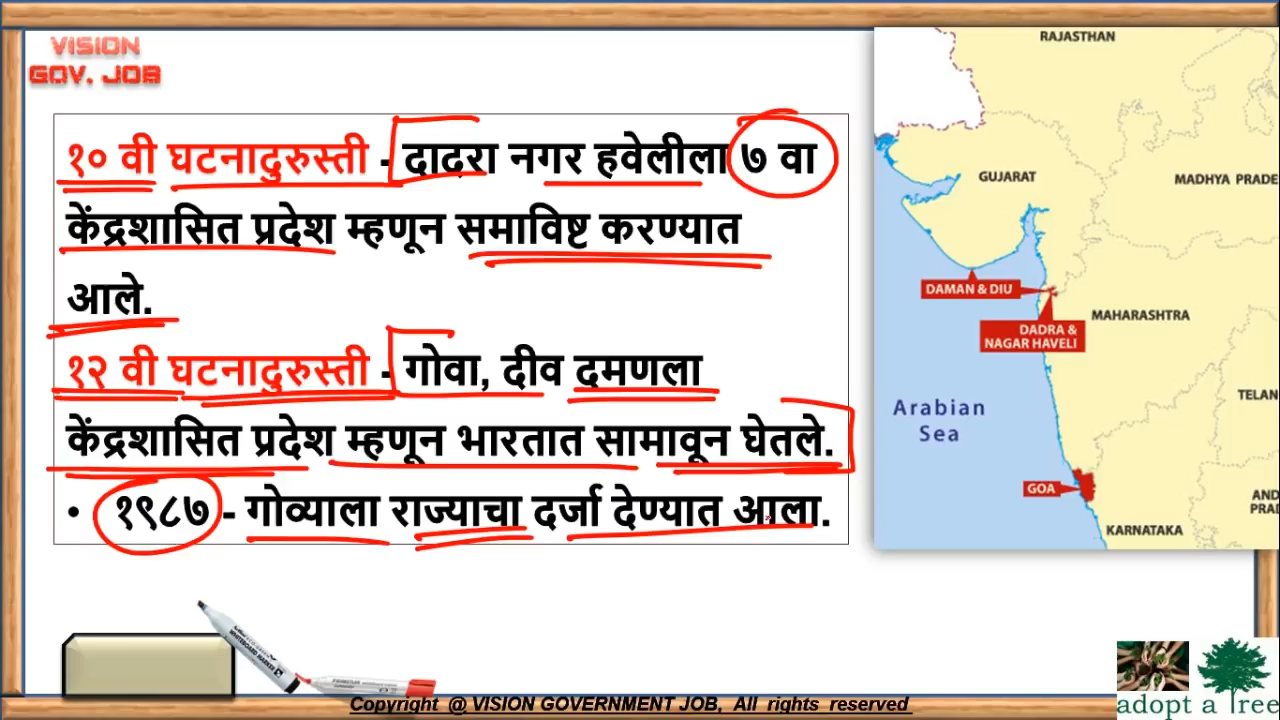 VISION
GOV. JOB
१० वी घटनादुरुस्ती - दादरा नगर हवेलीला ७ वा
केंद्रशासित प्रदेश म्हणून समाविष्ट करण्यात
आले.
१२ वी घटनादुरुस्ती - गोवा, दीव दमणला
केंद्रशासित प्रदेश म्हणून भारतात सामावून घेतले.
• १९८७ - गोव्याला राज्याचा दर्जा देण्यात आला.
RAJASTHAN
GUJARAT
MADHYA PRADE
DAMAN & DIU
MAHARASHTRA
DADRA &
NAGAR HAVELI
TELAN
Arabian
Sea
GOA
AND
PRAD
KARNATAKA
WHITEBOARD MARKER
Copyright @ VISION GOVERNMENT JOB, All rights reserved
adopt a Tree